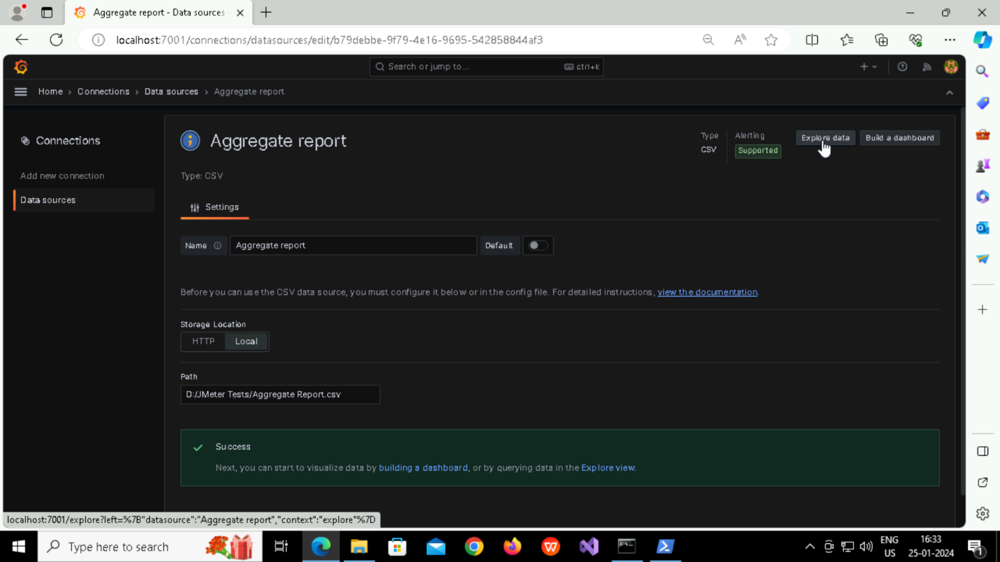 Aggregate report - Data sources
localhost:7001/connections/datasources/edit/b79debbe-9f79-4e16-9695-542858844af3
Search or jump to...
ctrl+k
Home › Connections › Data sources › Aggregate report
Connections
Add new connection
Data sources
Aggregate report
Type
CSV
Alerting
Supported
Explore data
Build a dashboard
Type: CSV
Settings
Name
Aggregate report
Default
Before you can use the CSV data source, you must configure it below or in the config file. For detailed instructions, view the documentation.
Storage Location
HTTP
Local
Path
D:/JMeter Tests/Aggregate Report.csv
Success
Next, you can start to visualize data by building a dashboard, or by querying data in the Explore view.
localhost:7001/explore?left=%7B"datasource":"Aggregate report","context":"explore"%7D
Type here to search
ENG
US
16:33
25-01-2024
1